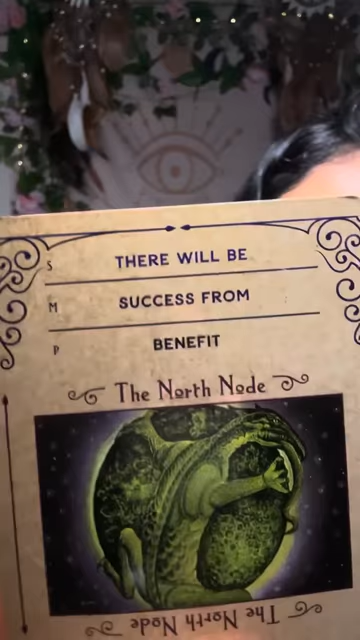 S THERE WILL BE
M SUCCESS FROM
P BENEFIT
The North Node
The North Node